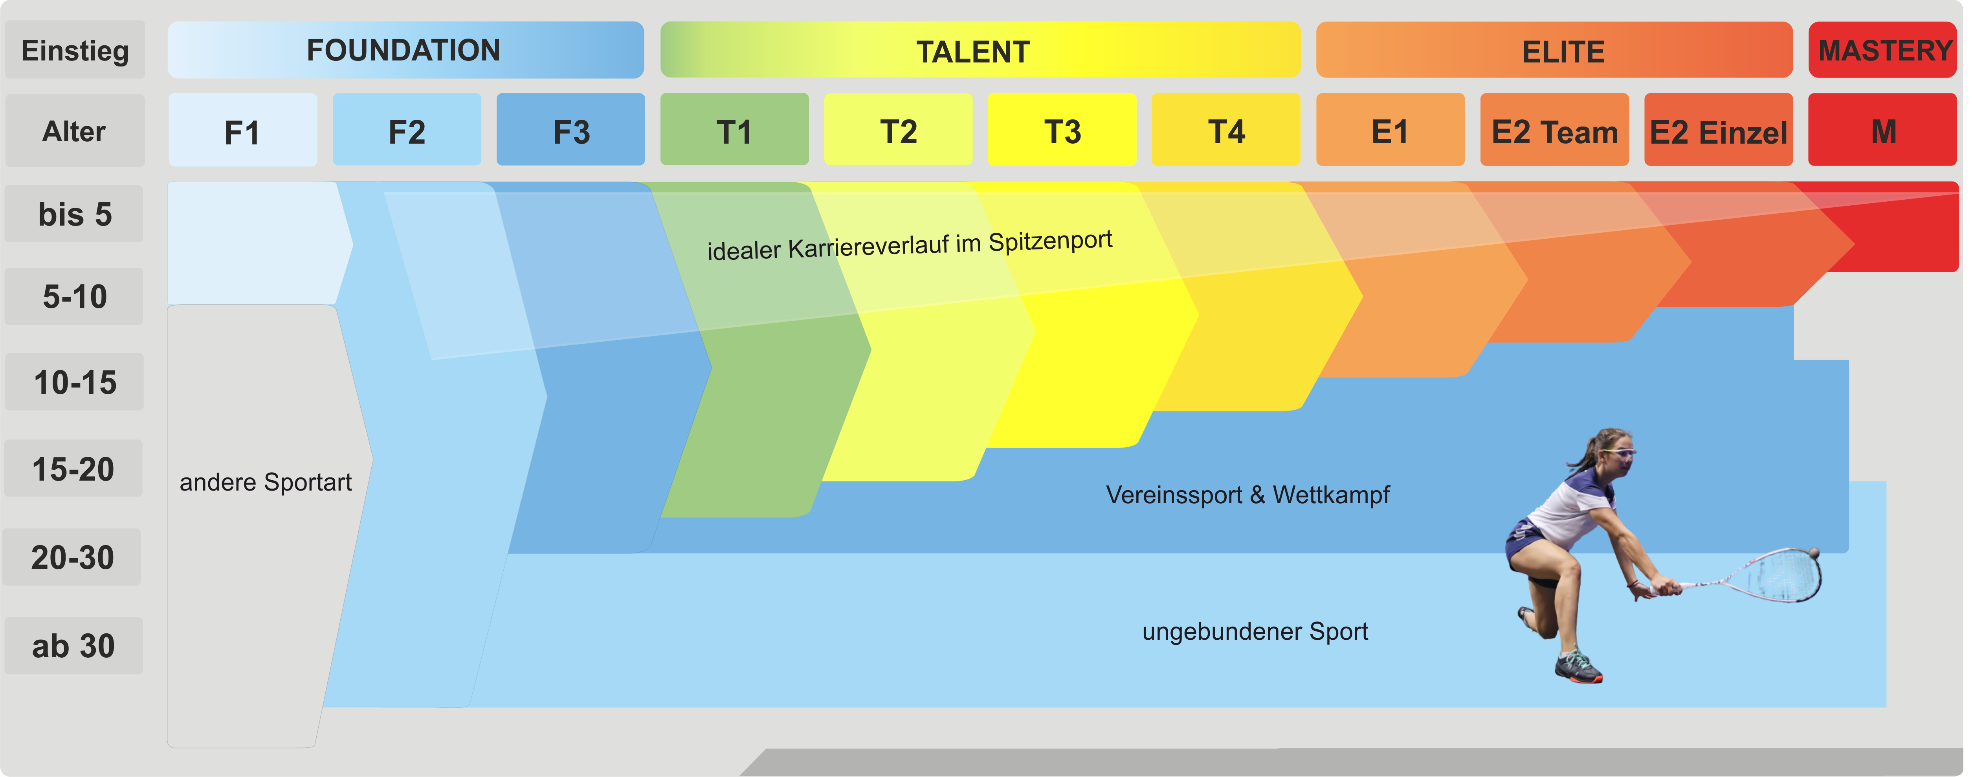 Einstieg
FOUNDATION
TALENT
ELITE
MASTERY
Alter
F1
F2
F3
T1
T2
T3
T4
E1
E2 Team
E2 Einzel
M
bis 5
idealer Karriereverlauf im Spitzenport
5-10
10-15
15-20
andere Sportart
Vereinssport & Wettkampf
20-30
ab 30
ungebundener Sport